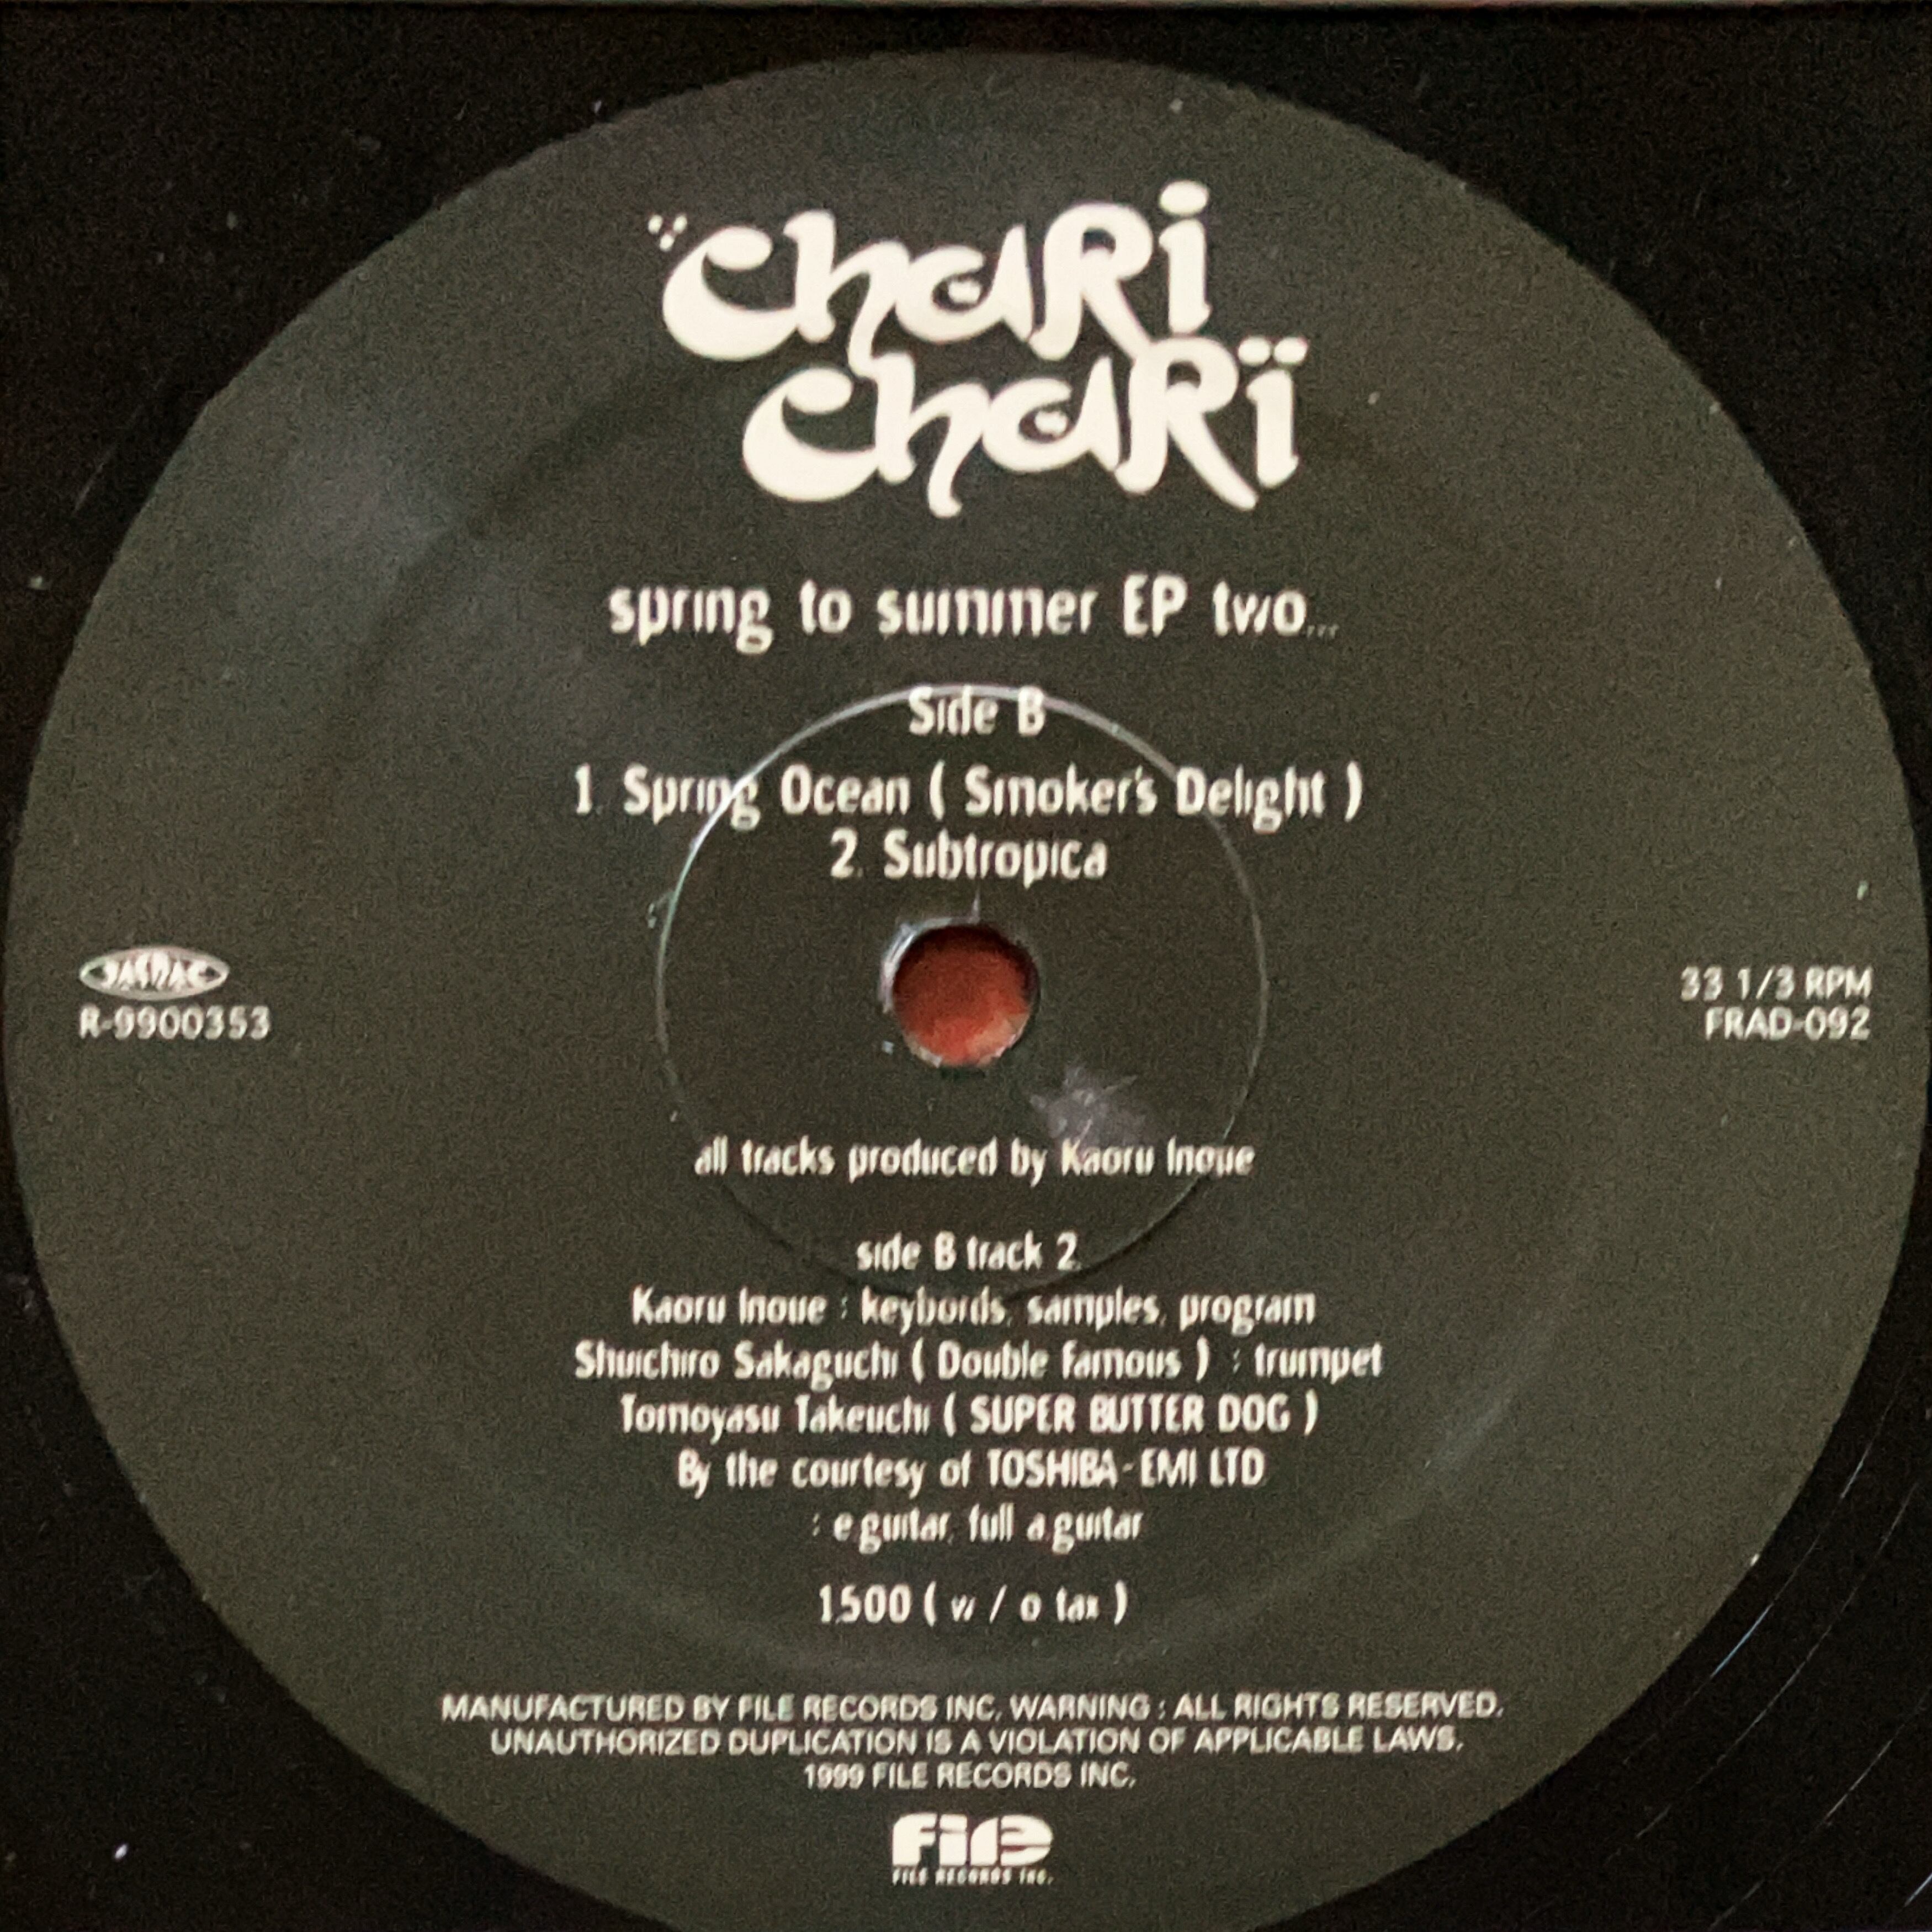 chaRi
chaRï
spring to summer EP two...
Side B
1. Spring Ocean ( Smoker's Delight )
2. Subtropica
JASRAC
R-9900353
33 1/3 RPM
FRAD-092
all tracks produced by Kaoru Inoue
side B track 2.
Kaoru Inoue : keybords, samples, program
Shuichiro Sakaguchi ( Double Famous ) : trumpet
Tomoyasu Takeuchi ( SUPER BUTTER DOG )
By the courtesy of TOSHIBA-EMI LTD
: e.guitar, full a.guitar
1,500 ( w / o tax )
MANUFACTURED BY FILE RECORDS INC. WARNING : ALL RIGHTS RESERVED.
UNAUTHORIZED DUPLICATION IS A VIOLATION OF APPLICABLE LAWS.
1999 FILE RECORDS INC.
File
FILE RECORDS INC.